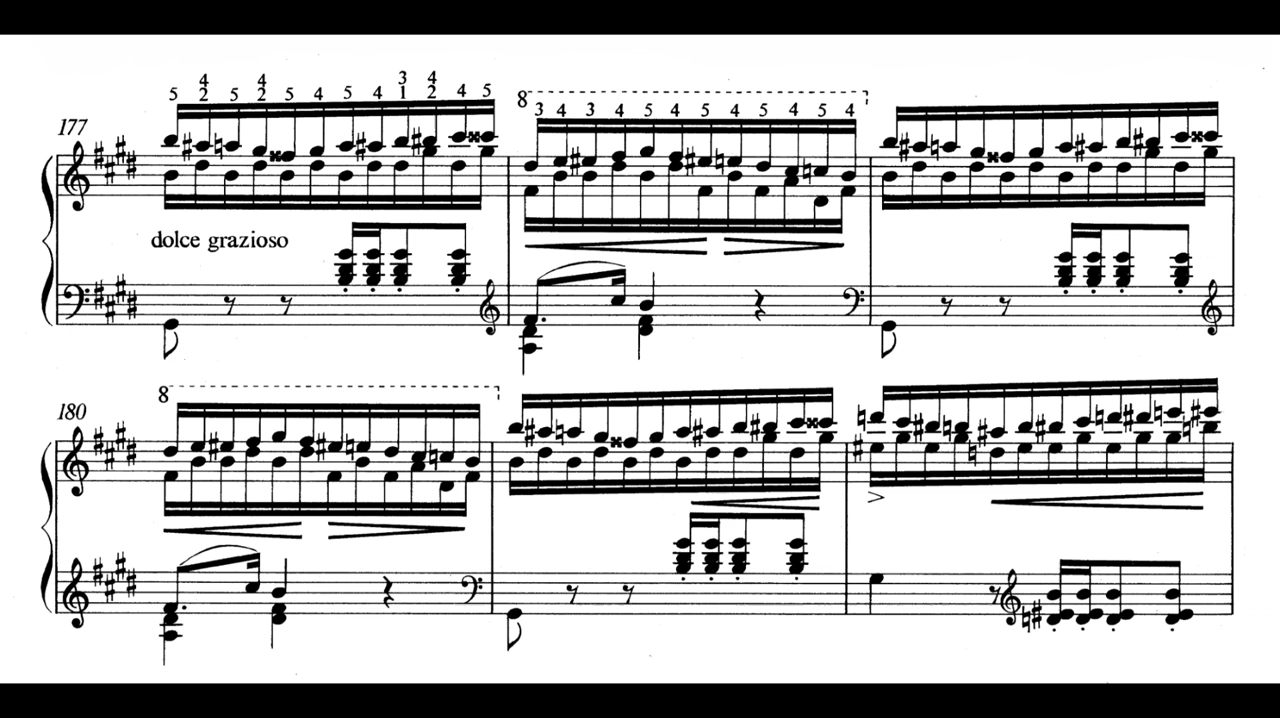 4 4 3 4
5 2 5 2 5 4 5 4 1 2 4 5
8 3 4 3 4 5 4 5 4 5 4 5 4
177
dolce grazioso
8
180